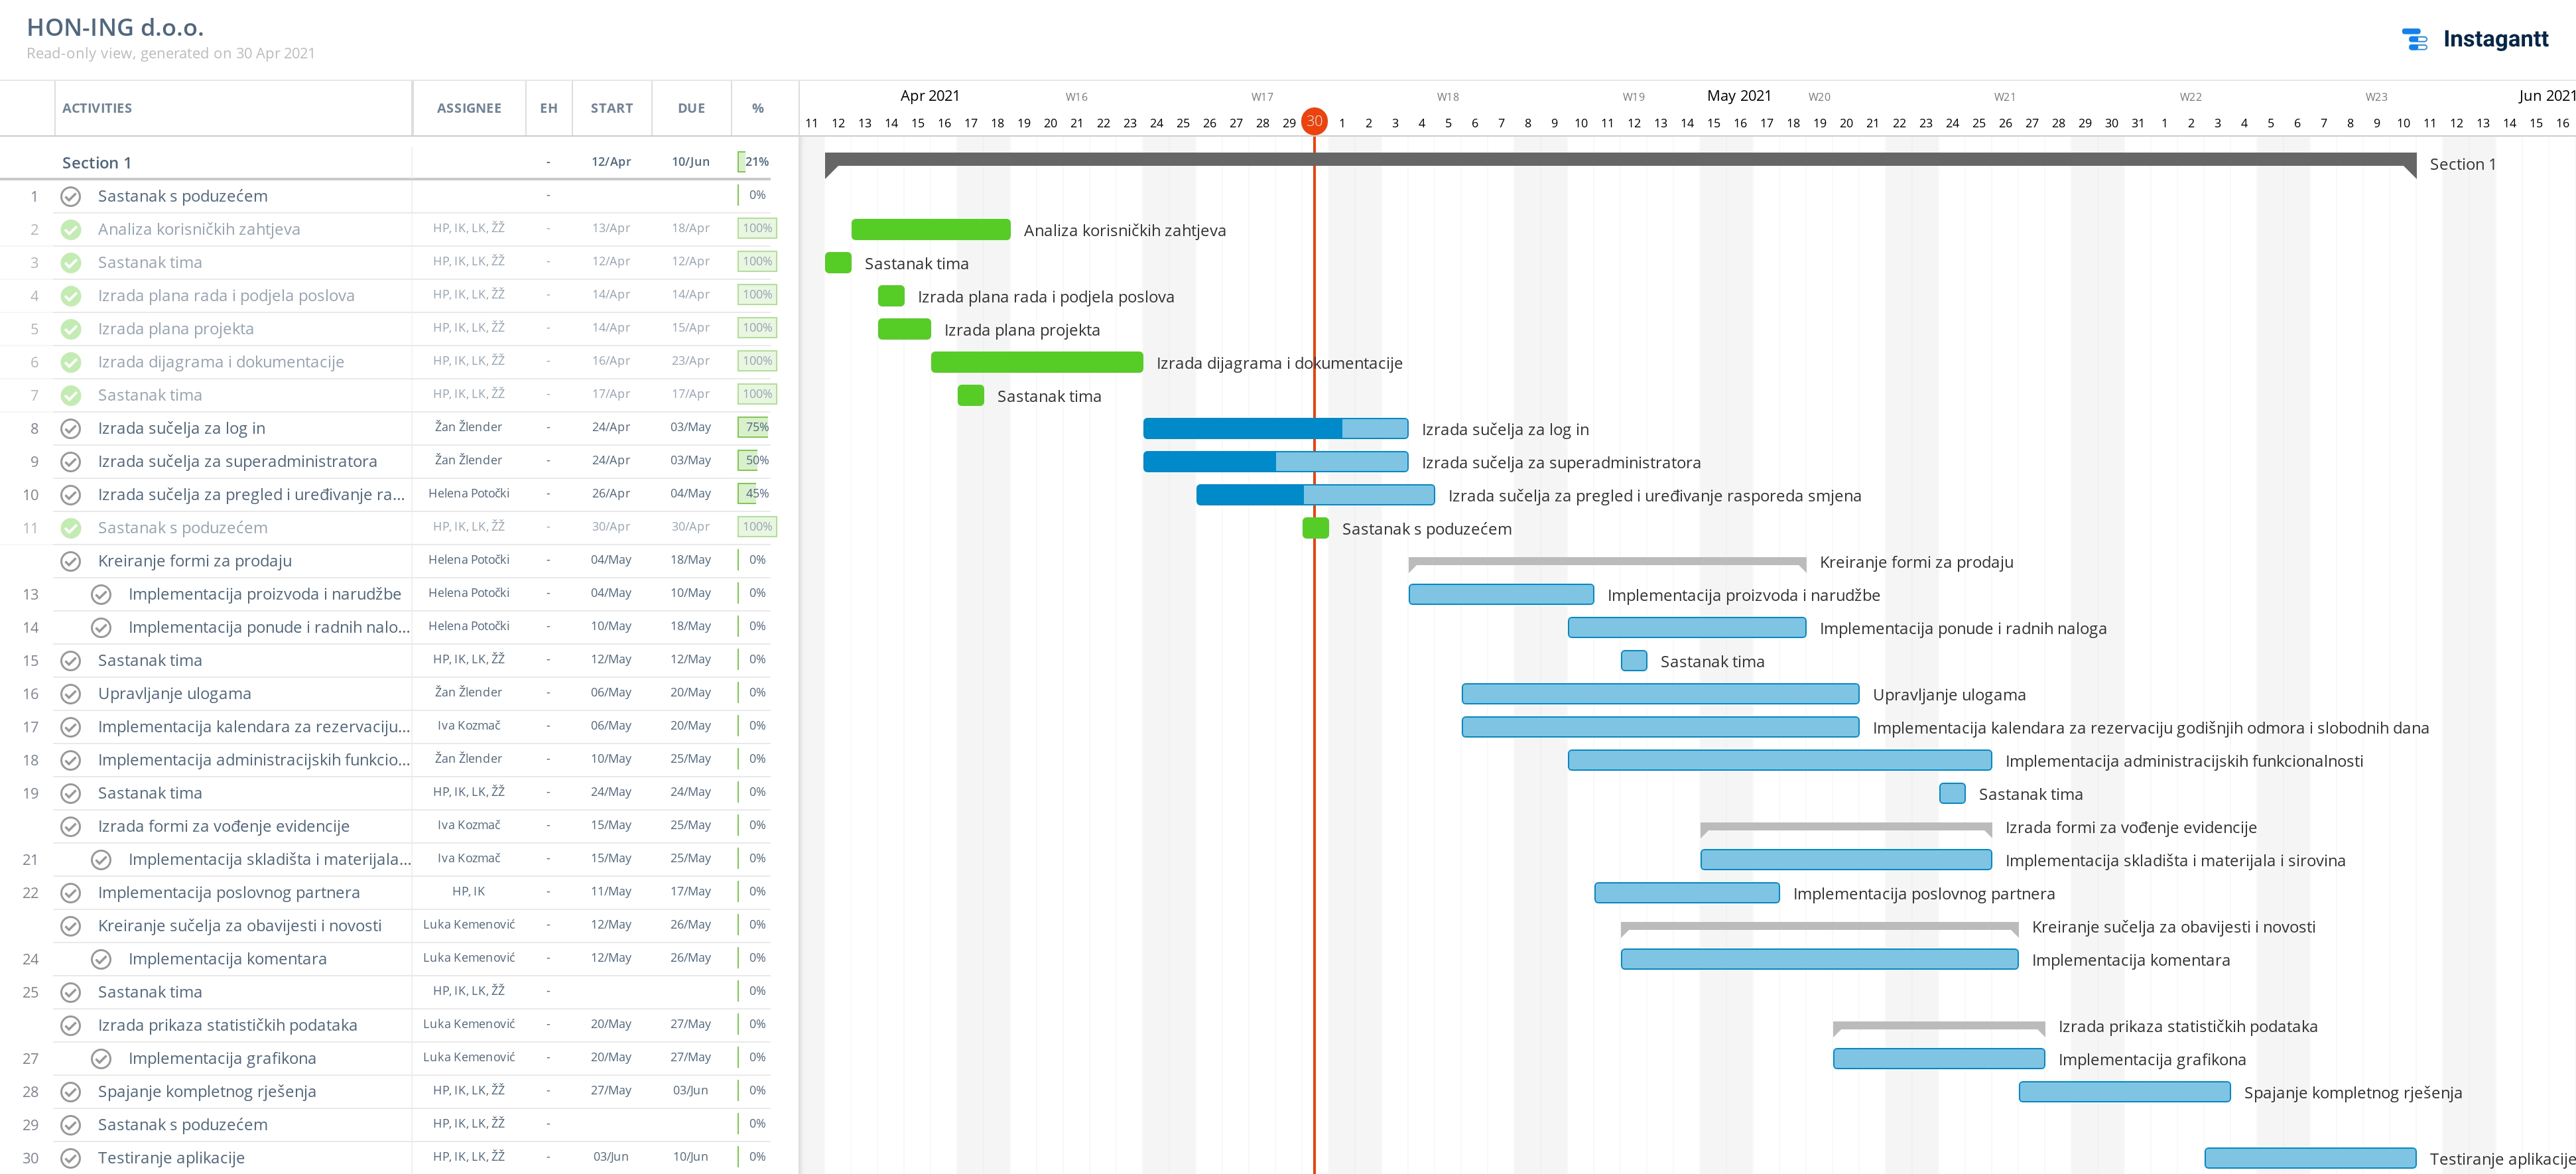 HON-ING d.o.o.
Read-only view, generated on 30 Apr 2021
Instagantt
ACTIVITIES ASSIGNEE EH START DUE %
Apr 2021 W16 W17 W18 W19 May 2021 W20 W21 W22 W23 Jun 2021
11 12 13 14 15 16 17 18 19 20 21 22 23 24 25 26 27 28 29 30 1 2 3 4 5 6 7 8 9 10 11 12 13 14 15 16 17 18 19 20 21 22 23 24 25 26 27 28 29 30 31 1 2 3 4 5 6 7 8 9 10 11 12 13 14 15 16
Section 1 - 12/Apr 10/Jun 21% Section 1
1 Sastanak s poduzećem - 0%
2 Analiza korisničkih zahtjeva HP, IK, LK, ŽŽ - 13/Apr 18/Apr 100% Analiza korisničkih zahtjeva
3 Sastanak tima HP, IK, LK, ŽŽ - 12/Apr 12/Apr 100% Sastanak tima
4 Izrada plana rada i podjela poslova HP, IK, LK, ŽŽ - 14/Apr 14/Apr 100% Izrada plana rada i podjela poslova
5 Izrada plana projekta HP, IK, LK, ŽŽ - 14/Apr 15/Apr 100% Izrada plana projekta
6 Izrada dijagrama i dokumentacije HP, IK, LK, ŽŽ - 16/Apr 23/Apr 100% Izrada dijagrama i dokumentacije
7 Sastanak tima HP, IK, LK, ŽŽ - 17/Apr 17/Apr 100% Sastanak tima
8 Izrada sučelja za log in Žan Žlender - 24/Apr 03/May 75% Izrada sučelja za log in
9 Izrada sučelja za superadministratora Žan Žlender - 24/Apr 03/May 50% Izrada sučelja za superadministratora
10 Izrada sučelja za pregled i uređivanje ra... Helena Potočki - 26/Apr 04/May 45% Izrada sučelja za pregled i uređivanje rasporeda smjena
11 Sastanak s poduzećem HP, IK, LK, ŽŽ - 30/Apr 30/Apr 100% Sastanak s poduzećem
Kreiranje formi za prodaju Helena Potočki - 04/May 18/May 0% Kreiranje formi za prodaju
13 Implementacija proizvoda i narudžbe Helena Potočki - 04/May 10/May 0% Implementacija proizvoda i narudžbe
14 Implementacija ponude i radnih nalo... Helena Potočki - 10/May 18/May 0% Implementacija ponude i radnih naloga
15 Sastanak tima HP, IK, LK, ŽŽ - 12/May 12/May 0% Sastanak tima
16 Upravljanje ulogama Žan Žlender - 06/May 20/May 0% Upravljanje ulogama
17 Implementacija kalendara za rezervaciju... Iva Kozmač - 06/May 20/May 0% Implementacija kalendara za rezervaciju godišnjih odmora i slobodnih dana
18 Implementacija administracijskih funkcio... Žan Žlender - 10/May 25/May 0% Implementacija administracijskih funkcionalnosti
19 Sastanak tima HP, IK, LK, ŽŽ - 24/May 24/May 0% Sastanak tima
Izrada formi za vođenje evidencije Iva Kozmač - 15/May 25/May 0% Izrada formi za vođenje evidencije
21 Implementacija skladišta i materijala... Iva Kozmač - 15/May 25/May 0% Implementacija skladišta i materijala i sirovina
22 Implementacija poslovnog partnera HP, IK - 11/May 17/May 0% Implementacija poslovnog partnera
Kreiranje sučelja za obavijesti i novosti Luka Kemenović - 12/May 26/May 0% Kreiranje sučelja za obavijesti i novosti
24 Implementacija komentara Luka Kemenović - 12/May 26/May 0% Implementacija komentara
25 Sastanak tima HP, IK, LK, ŽŽ - 0%
Izrada prikaza statističkih podataka Luka Kemenović - 20/May 27/May 0% Izrada prikaza statističkih podataka
27 Implementacija grafikona Luka Kemenović - 20/May 27/May 0% Implementacija grafikona
28 Spajanje kompletnog rješenja HP, IK, LK, ŽŽ - 27/May 03/Jun 0% Spajanje kompletnog rješenja
29 Sastanak s poduzećem HP, IK, LK, ŽŽ - 0%
30 Testiranje aplikacije HP, IK, LK, ŽŽ - 03/Jun 10/Jun 0% Testiranje aplikacije